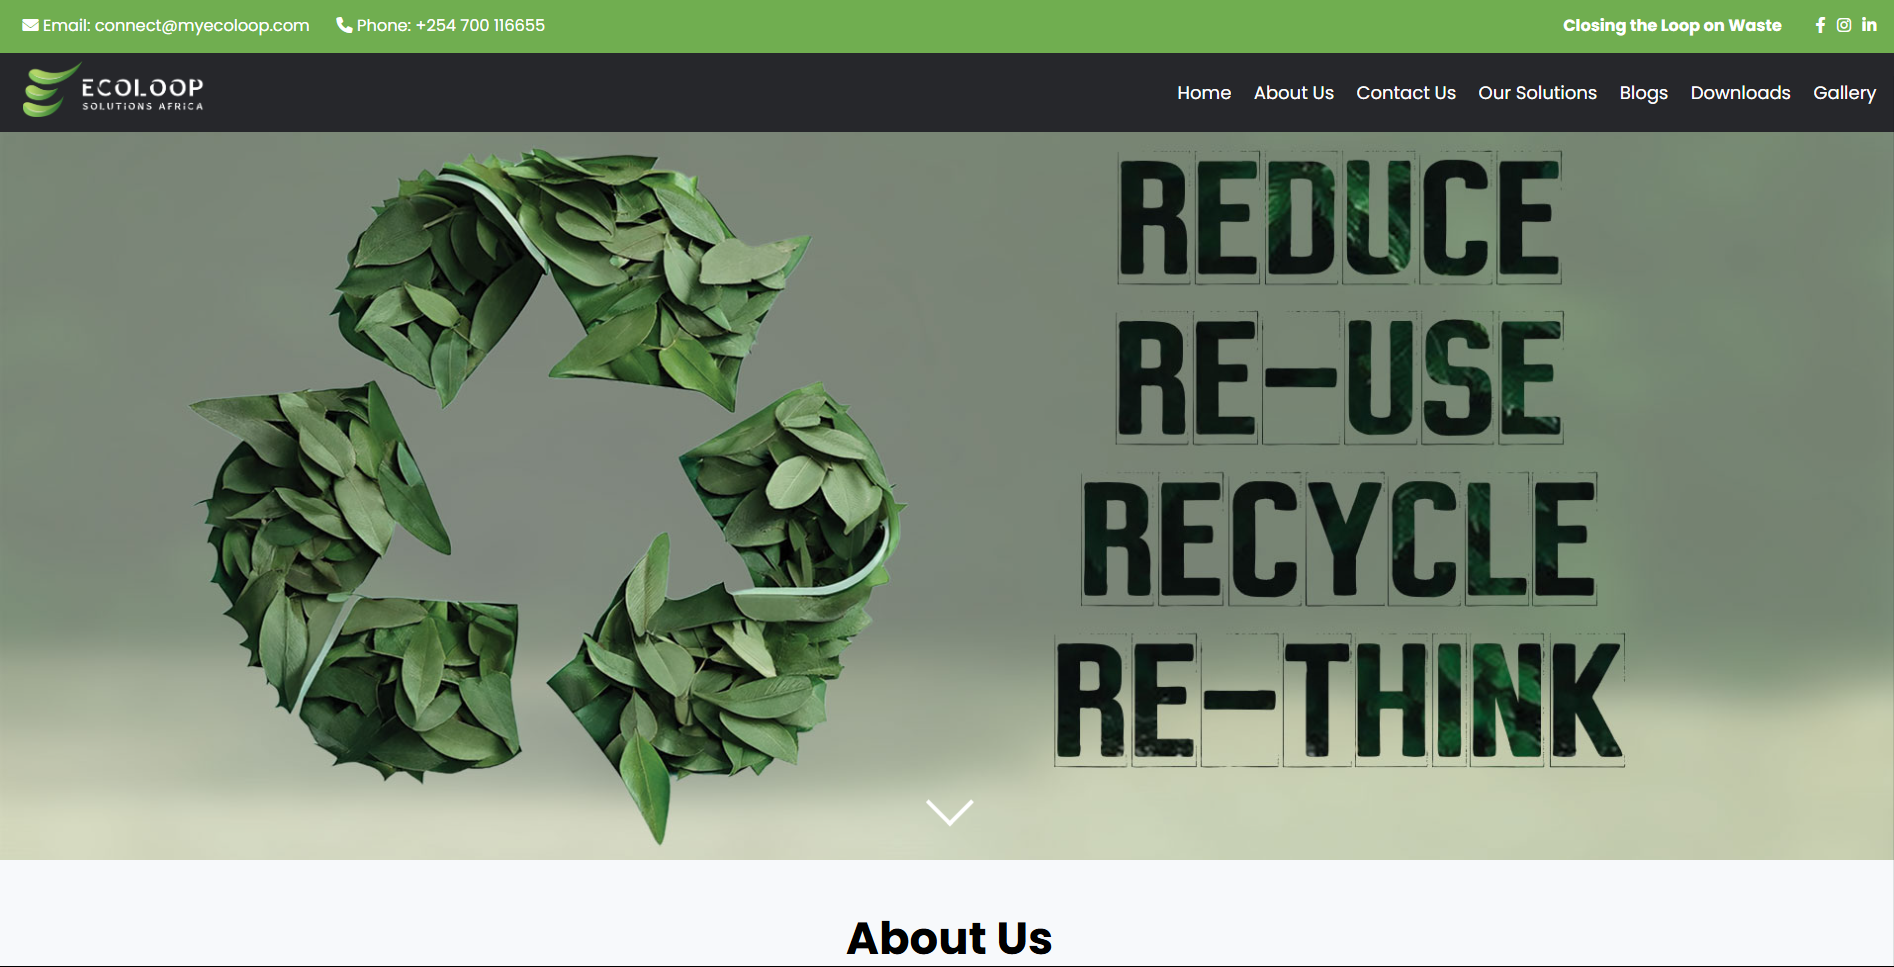 Email: connect@myecoloop.com Phone: +254 700 116655 Closing the Loop on Waste
ECOLOOP
SOLUTIONS AFRICA
Home About Us Contact Us Our Solutions Blogs Downloads Gallery
REDUCE
RE-USE
RECYCLE
RE-THINK
About Us